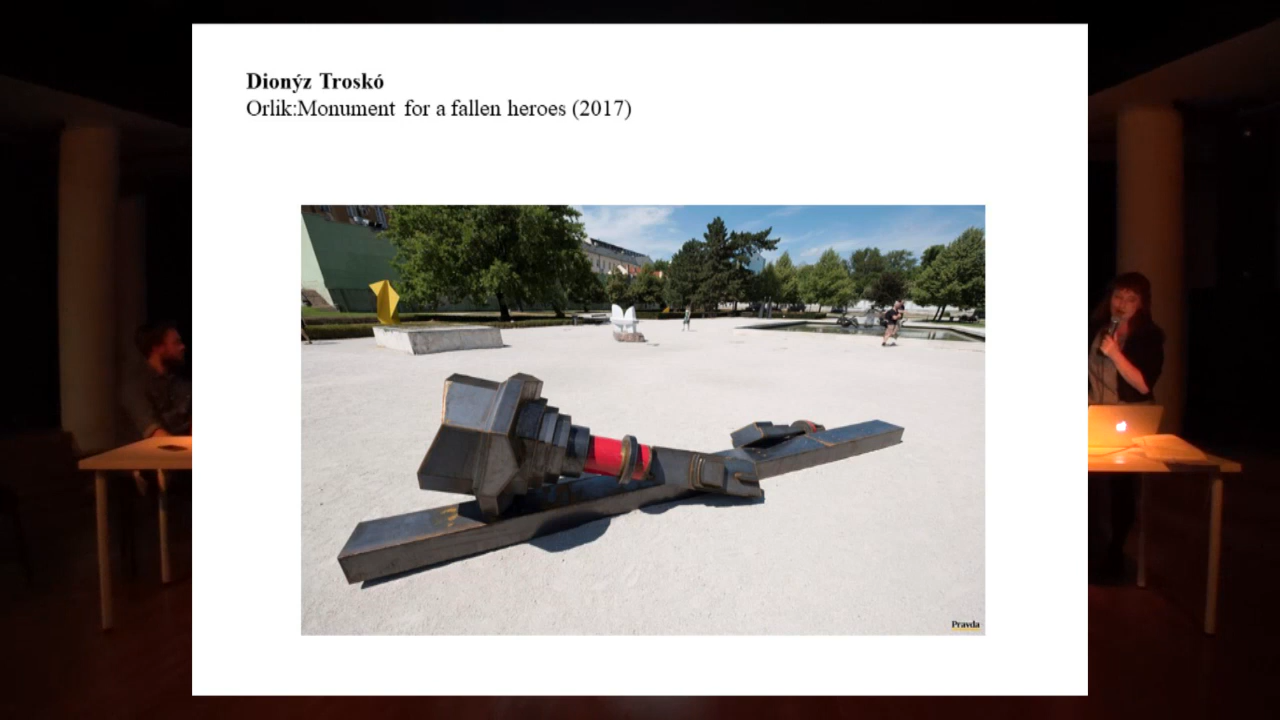 Dionýz Troskó
Orlik:Monument for a fallen heroes (2017)
Pravda